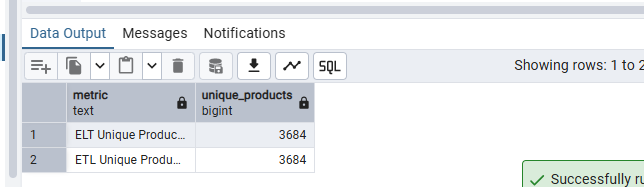 Data Output Messages Notifications
SQL
Showing rows: 1 to 2
metric
text
unique_products
bigint
1 ELT Unique Produc... 3684
2 ETL Unique Produ... 3684
Successfully ru